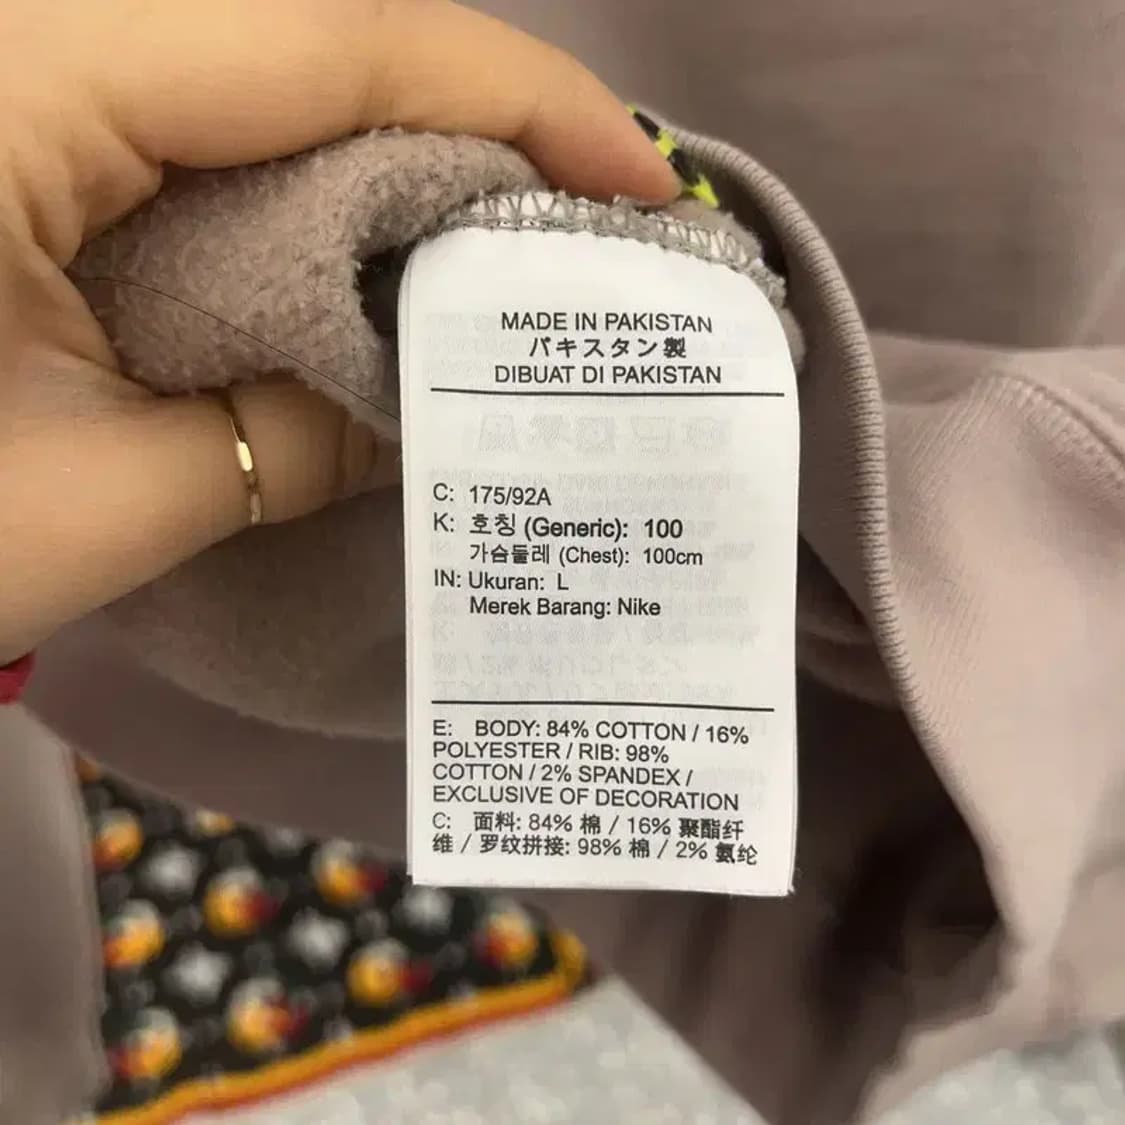 MADE IN PAKISTAN
パキスタン製
DIBUAT DI PAKISTAN
C: 175/92A
K: 호칭 (Generic): 100
가슴둘레 (Chest): 100cm
IN: Ukuran: L
Merek Barang: Nike
E: BODY: 84% COTTON / 16%
POLYESTER / RIB: 98%
COTTON / 2% SPANDEX /
EXCLUSIVE OF DECORATION
C: 面料: 84% 棉 / 16% 聚酯纤
维 / 罗纹拼接: 98% 棉 / 2% 氨纶